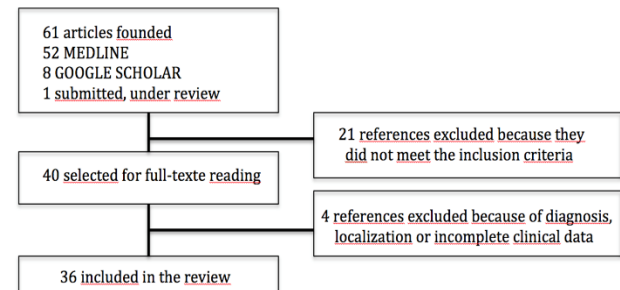 61 articles founded
52 MEDLINE
8 GOOGLE SCHOLAR
1 submitted, under review
21 references excluded because they
did not meet the inclusion criteria
40 selected for full-texte reading
4 references excluded because of diagnosis,
localization or incomplete clinical data
36 included in the review